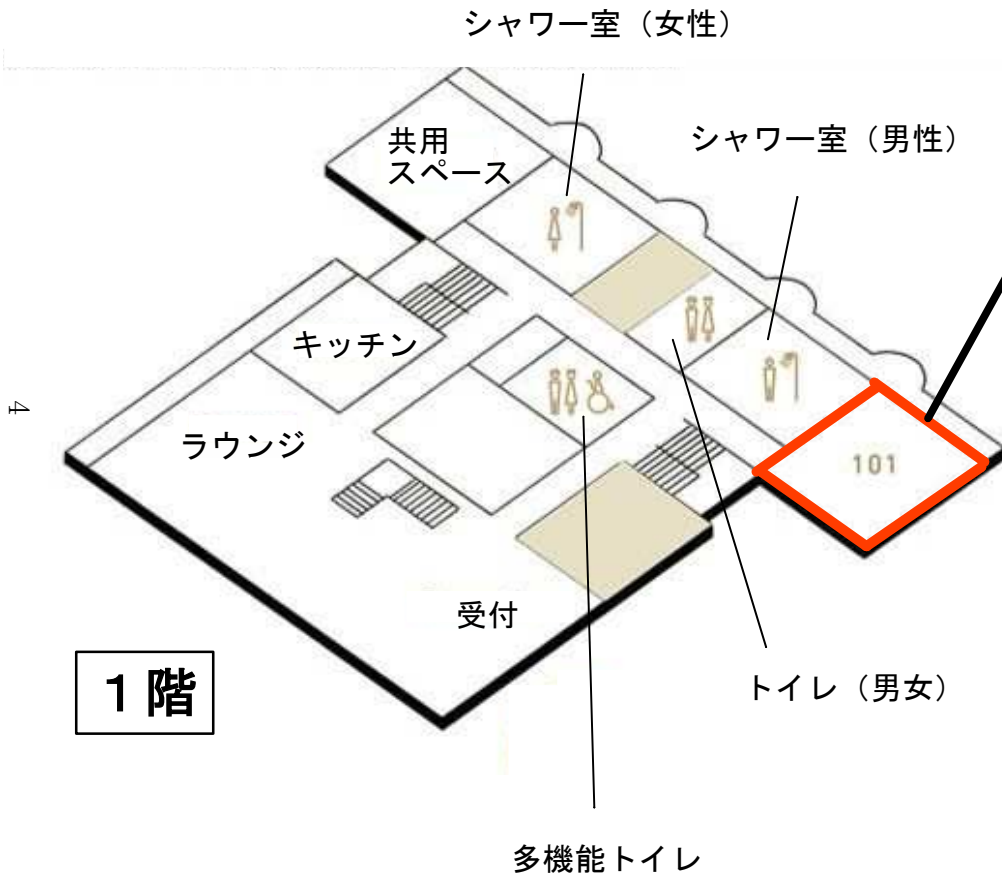 シャワー室（女性）
シャワー室（男性）
共用
スペース
キッチン
ラウンジ
101
受付
１階
トイレ（男女）
多機能トイレ
4